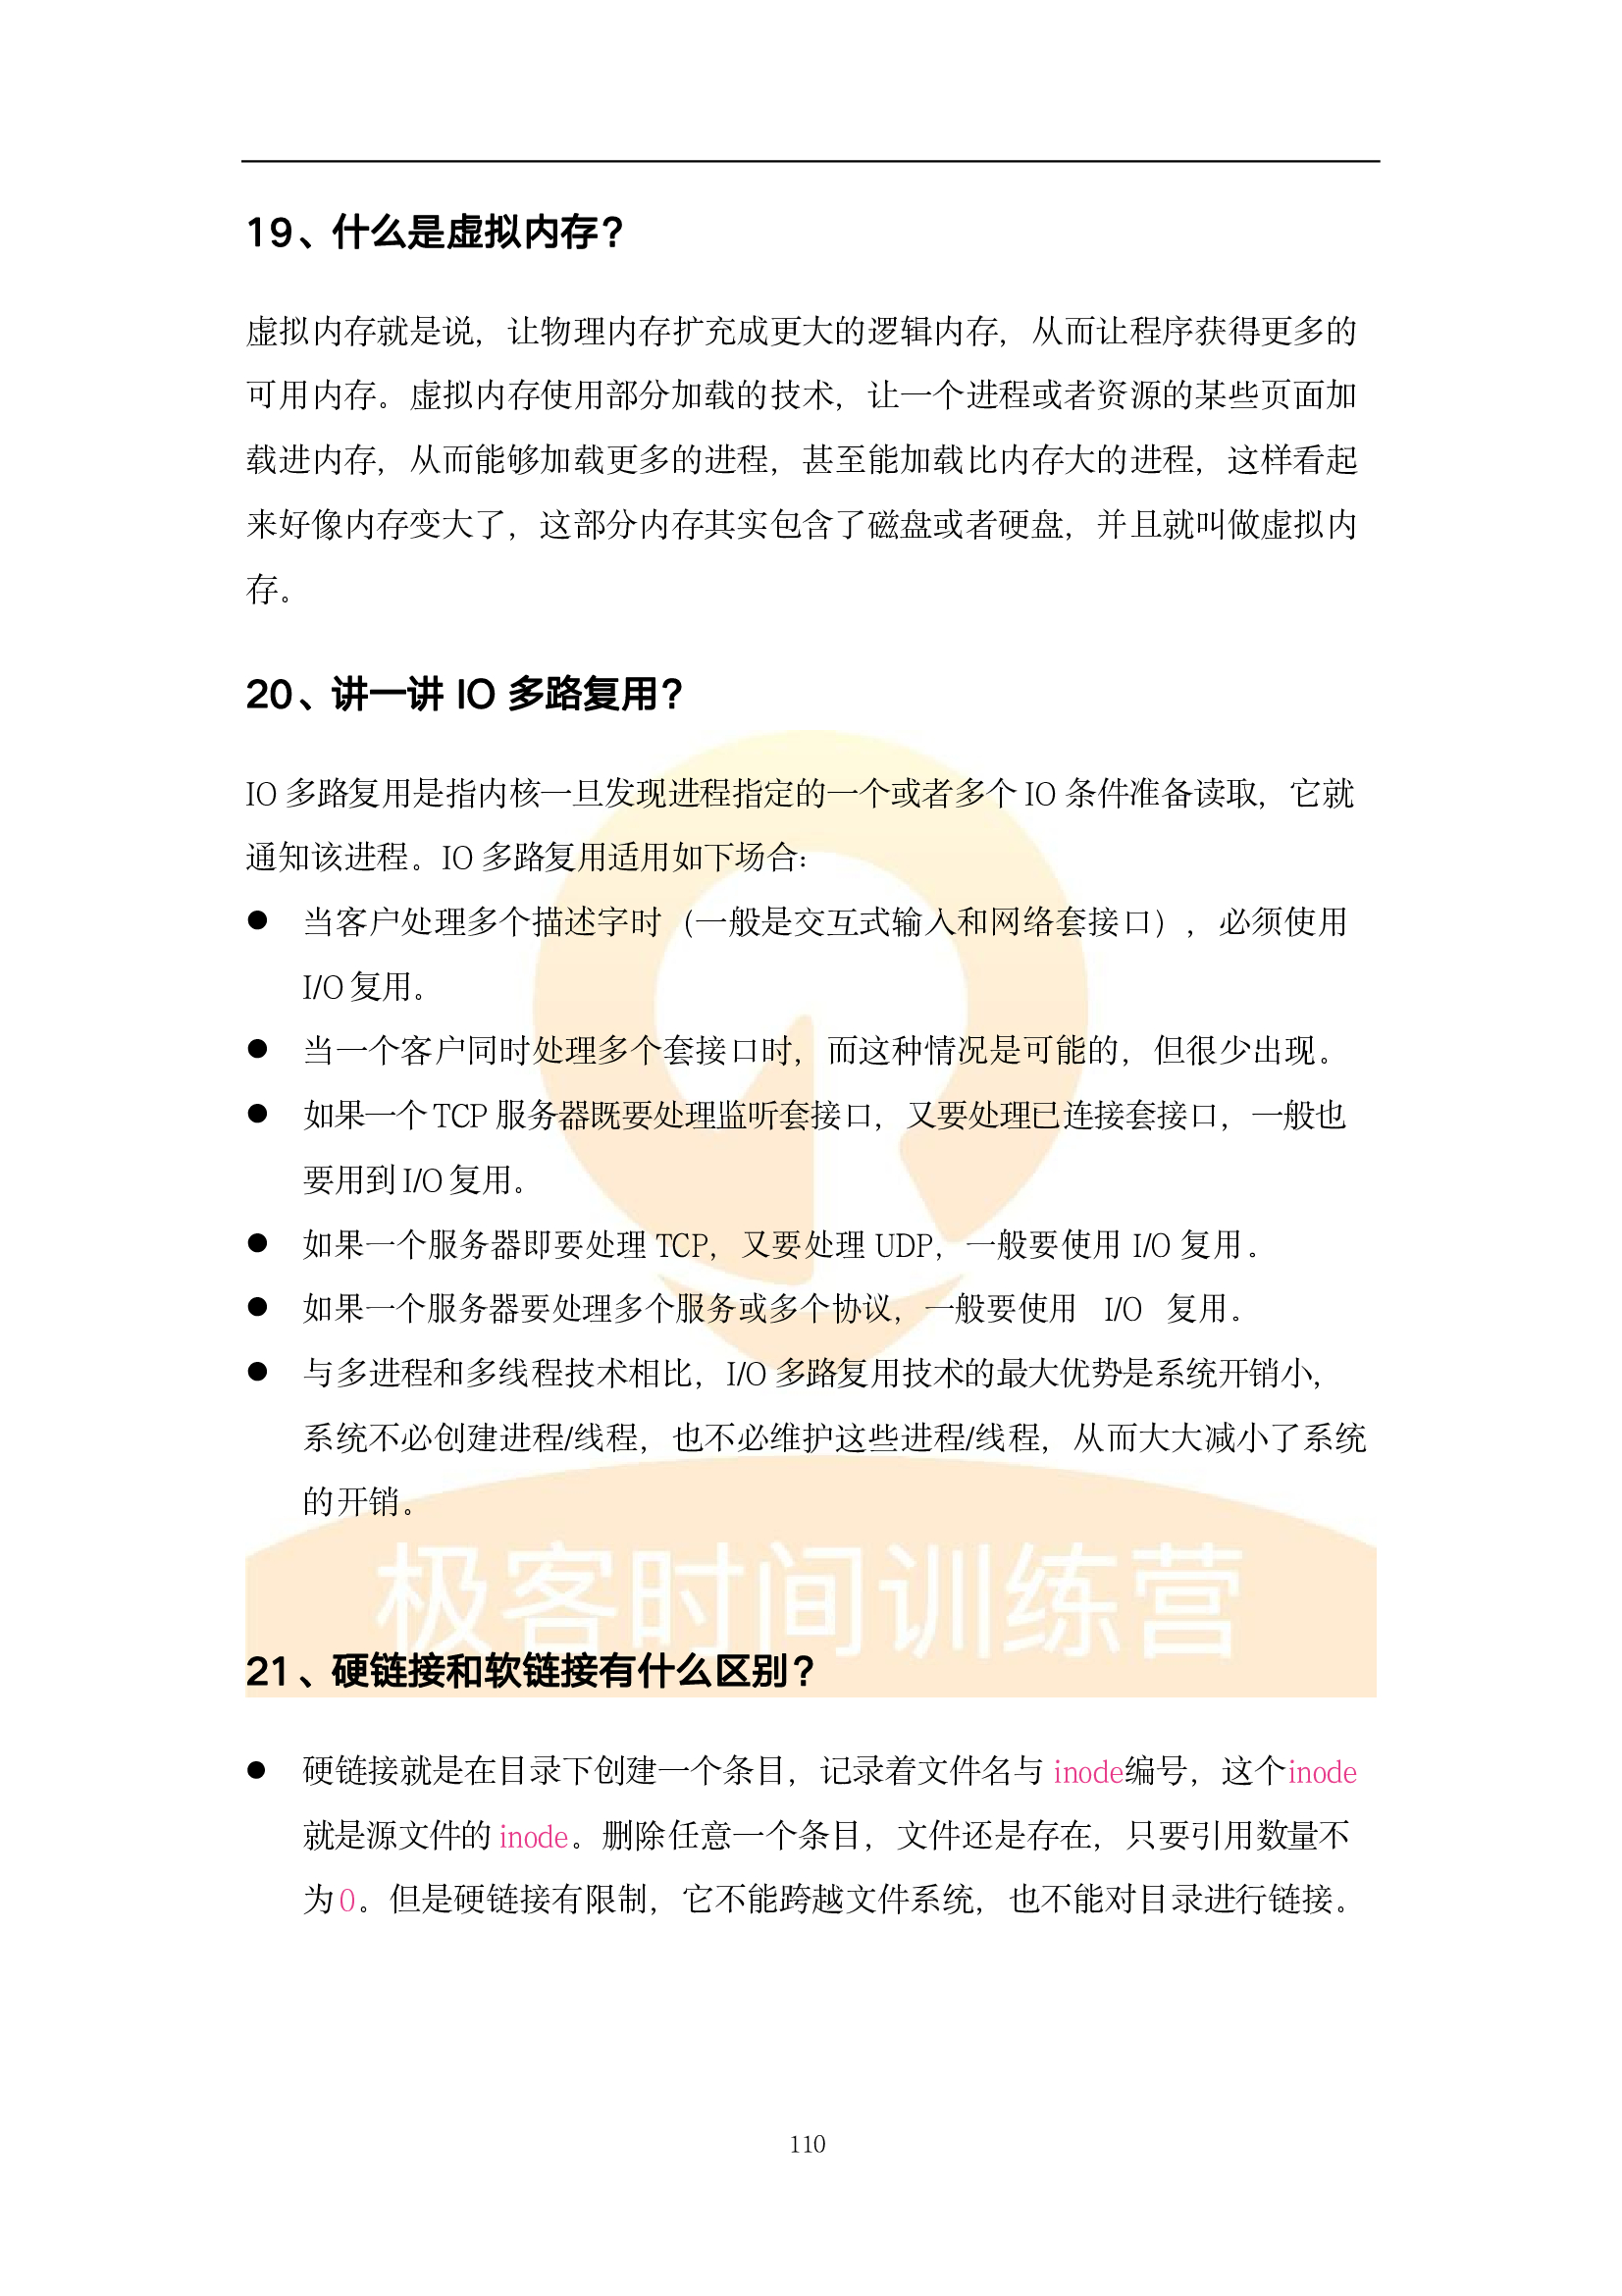 19、什么是虚拟内存？
虚拟内存就是说，让物理内存扩充成更大的逻辑内存，从而让程序获得更多的
可用内存。虚拟内存使用部分加载的技术，让一个进程或者资源的某些页面加
载进内存，从而能够加载更多的进程，甚至能加载比内存大的进程，这样看起
来好像内存变大了，这部分内存其实包含了磁盘或者硬盘，并且就叫做虚拟内
存。
20、讲一讲 IO 多路复用？
IO 多路复用是指内核一旦发现进程指定的一个或者多个 IO 条件准备读取，它就
通知该进程。IO 多路复用适用如下场合：
● 当客户处理多个描述字时（一般是交互式输入和网络套接口），必须使用
I/O 复用。
● 当一个客户同时处理多个套接口时，而这种情况是可能的，但很少出现。
● 如果一个 TCP 服务器既要处理监听套接口，又要处理已连接套接口，一般也
要用到 I/O 复用。
● 如果一个服务器即要处理 TCP，又要处理 UDP，一般要使用 I/O 复用。
● 如果一个服务器要处理多个服务或多个协议，一般要使用 I/O 复用。
● 与多进程和多线程技术相比，I/O 多路复用技术的最大优势是系统开销小，
系统不必创建进程/线程，也不必维护这些进程/线程，从而大大减小了系统
的开销。
极客时间训练营
21、硬链接和软链接有什么区别？
● 硬链接就是在目录下创建一个条目，记录着文件名与 inode编号，这个inode
就是源文件的 inode。删除任意一个条目，文件还是存在，只要引用数量不
为 0。但是硬链接有限制，它不能跨越文件系统，也不能对目录进行链接。
110